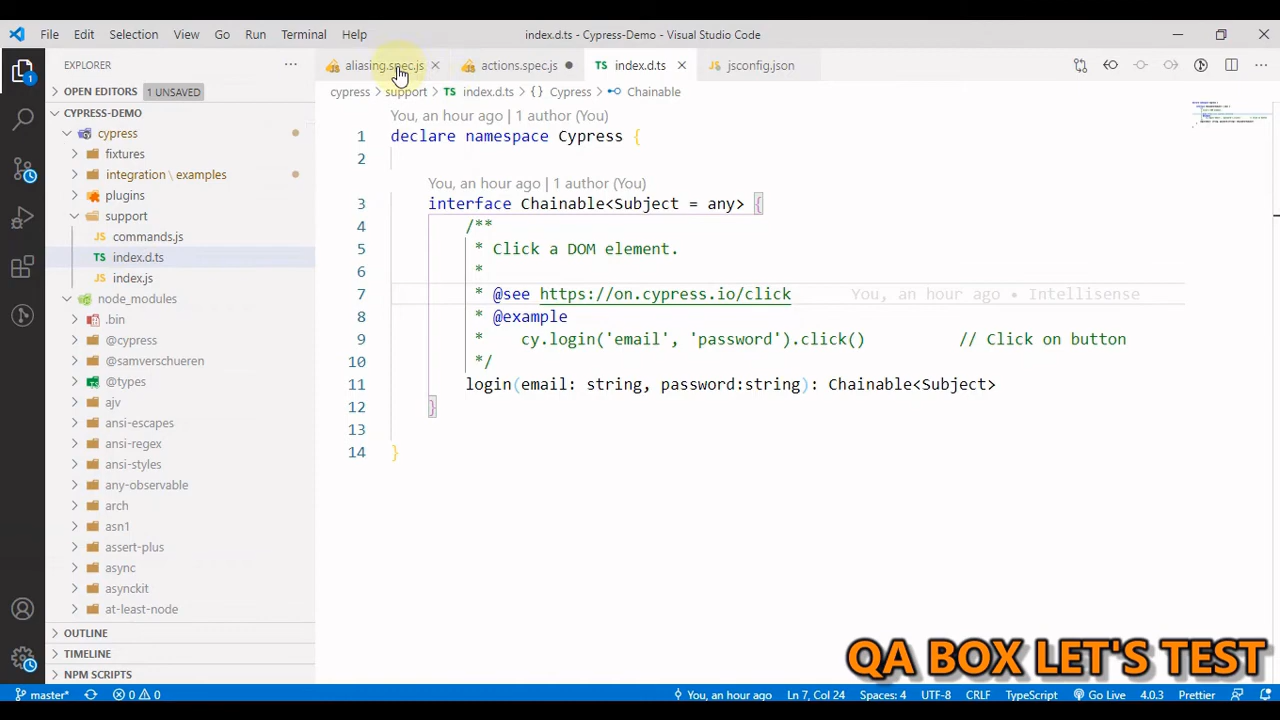 File Edit Selection View Go Run Terminal Help index.d.ts - Cypress-Demo - Visual Studio Code
EXPLORER
aliasing.spec.js actions.spec.js TS index.d.ts jsconfig.json
OPEN EDITORS 1 UNSAVED
cypress > support > TS index.d.ts > {} Cypress > Chainable
CYPRESS-DEMO
cypress
fixtures
integration \ examples
plugins
support
commands.js
TS index.d.ts
index.js
node_modules
.bin
@cypress
@samverschueren
@types
ajv
ansi-escapes
ansi-regex
ansi-styles
any-observable
arch
asn1
assert-plus
async
asynckit
at-least-node
OUTLINE
TIMELINE
NPM SCRIPTS
You, an hour ago | 1 author (You)
1 declare namespace Cypress {
2
You, an hour ago | 1 author (You)
3 interface Chainable<Subject = any> {
4 /**
5 * Click a DOM element.
6 *
7 * @see https://on.cypress.io/click You, an hour ago • Intellisense
8 * @example
9 * cy.login('email', 'password').click() // Click on button
10 */
11 login(email: string, password:string): Chainable<Subject>
12 }
13
14 }
1
QA BOX LET'S TEST
master* 0 0 You, an hour ago Ln 7, Col 24 Spaces: 4 UTF-8 CRLF TypeScript Go Live 4.0.3 Prettier